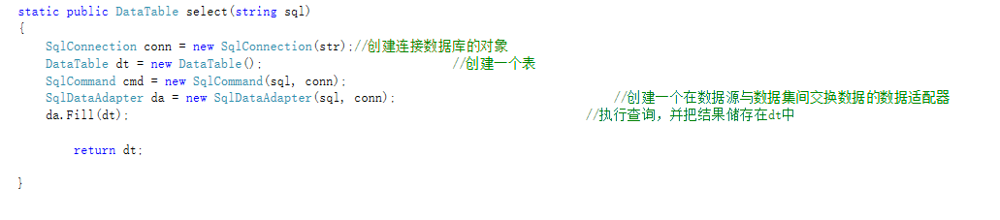 static public DataTable select(string sql)
{
SqlConnection conn = new SqlConnection(str);//创建连接数据库的对象
DataTable dt = new DataTable(); //创建一个表
SqlCommand cmd = new SqlCommand(sql, conn);
SqlDataAdapter da = new SqlDataAdapter(sql, conn); //创建一个在数据源与数据集间交换数据的数据适配器
da.Fill(dt); //执行查询，并把结果储存在dt中
return dt;
}